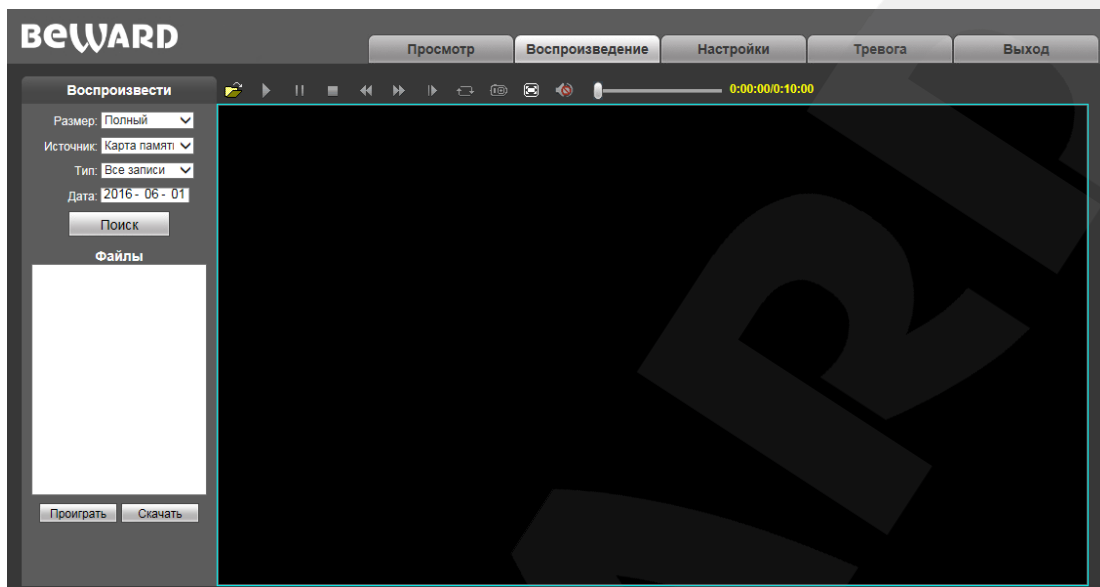 BEWARD
Просмотр Воспроизведение Настройки Тревога Выход
Воспроизвести 0:00:00/0:10:00
Размер: Полный
Источник: Карта памяти
Тип: Все записи
Дата: 2016 - 06 - 01
Поиск
Файлы
Проиграть Скачать